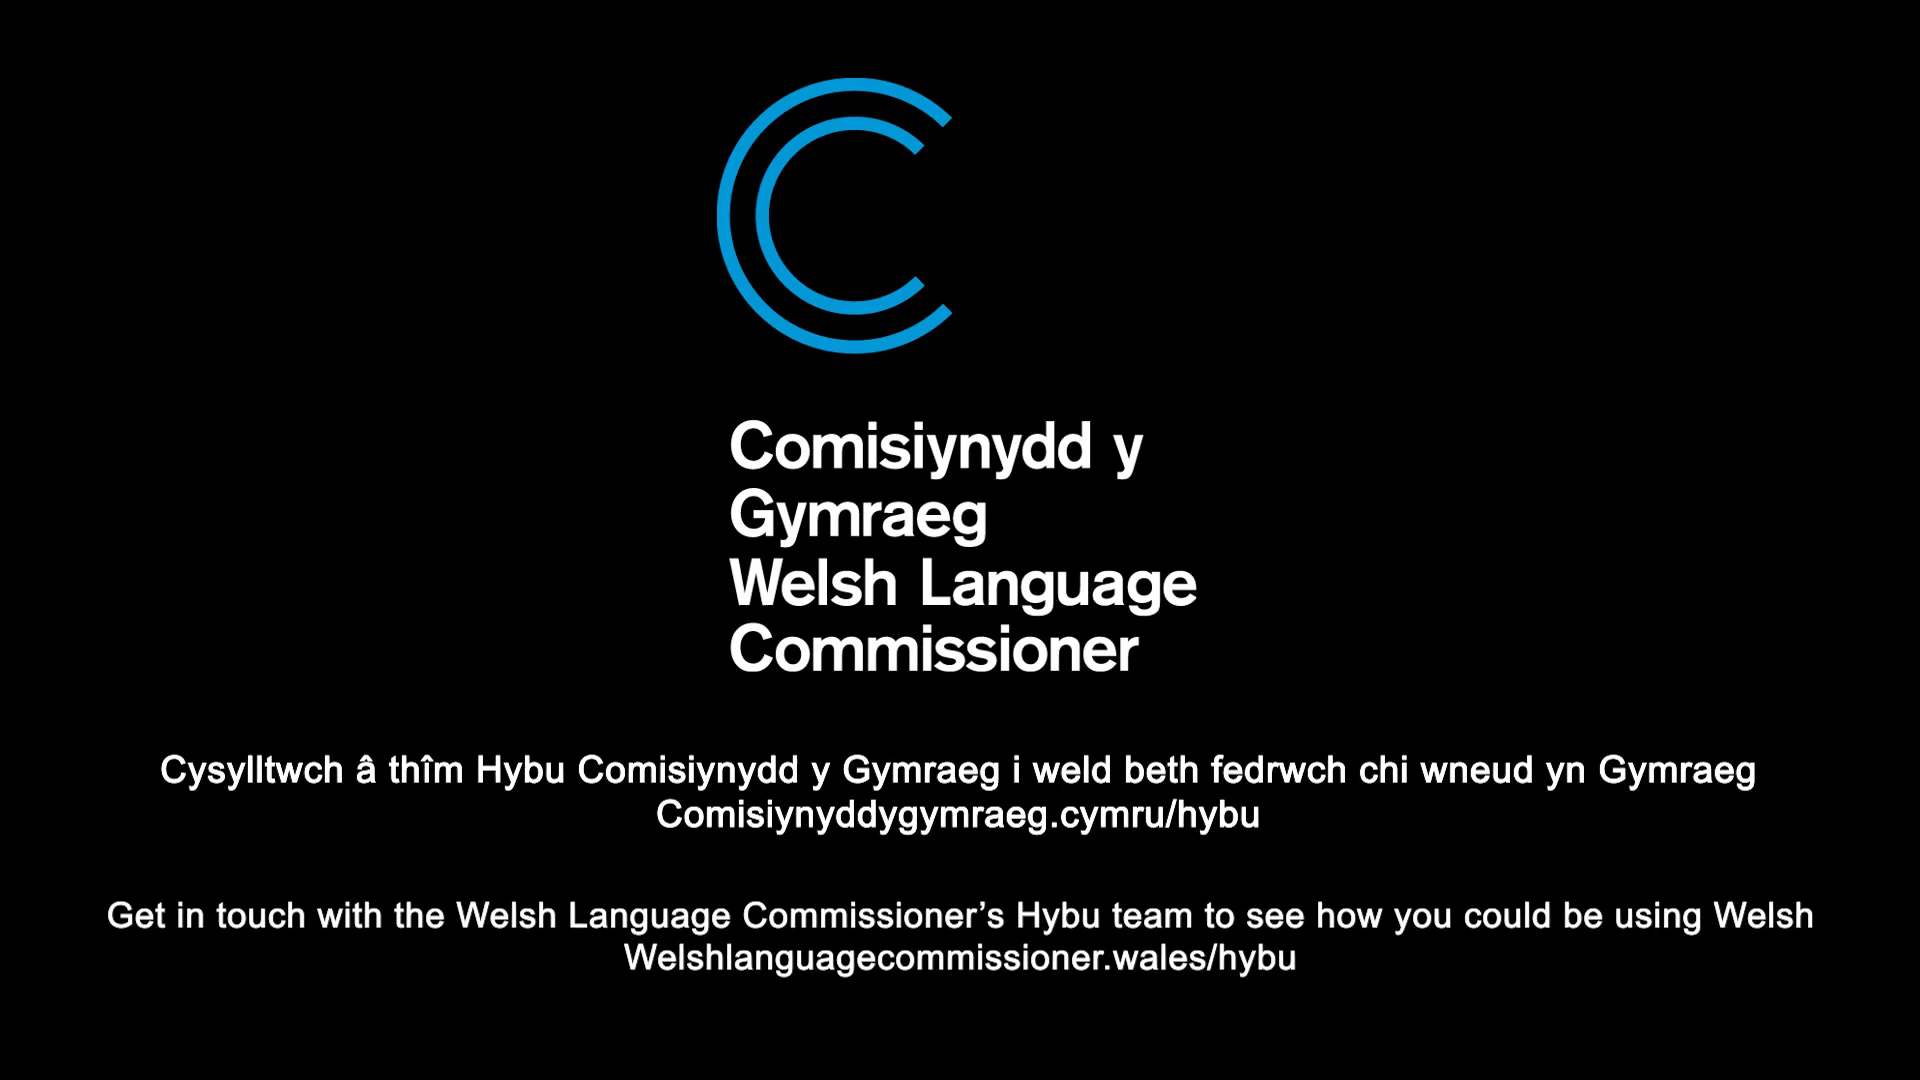 Comisiynydd y
Gymraeg
Welsh Language
Commissioner
Cysylltwch â thîm Hybu Comisiynydd y Gymraeg i weld beth fedrwch chi wneud yn Gymraeg
Comisiynyddygymraeg.cymru/hybu
Get in touch with the Welsh Language Commissioner’s Hybu team to see how you could be using Welsh
Welshlanguagecommissioner.wales/hybu